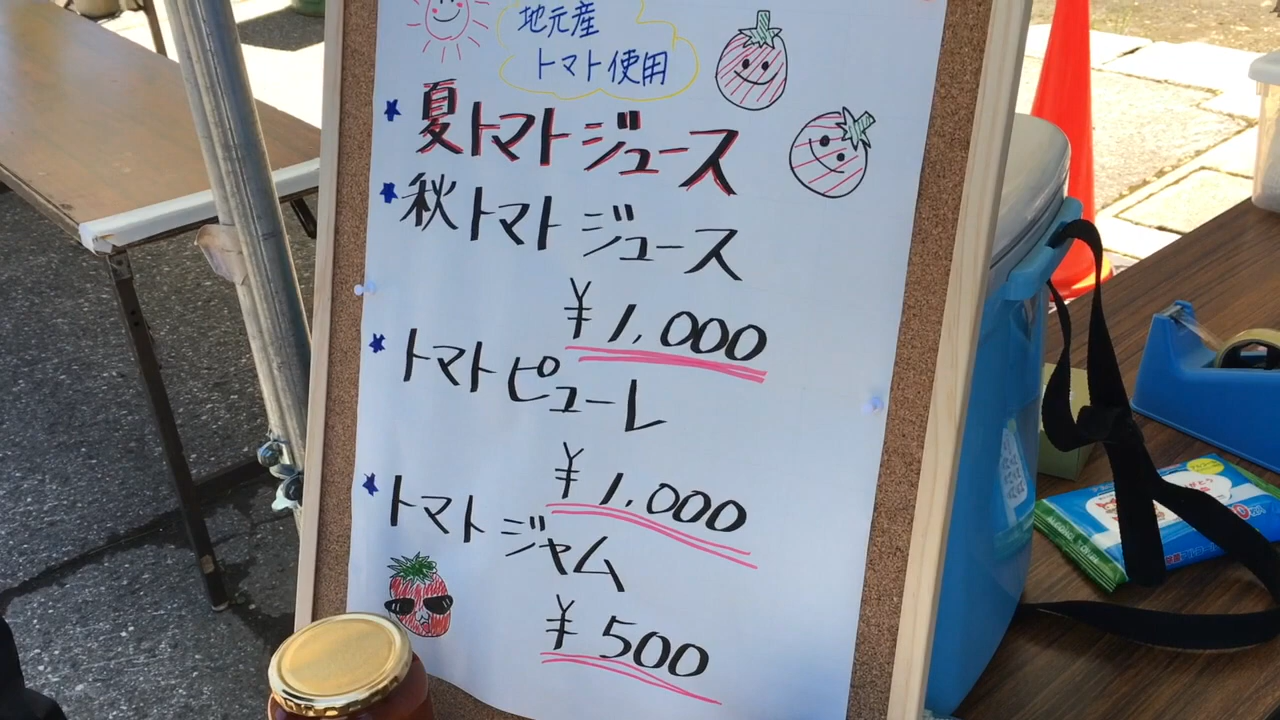 地元産
トマト使用
夏トマトジュース
秋トマトジュース
¥1,000
トマトピューレ
¥1,000
トマトジャム
¥500